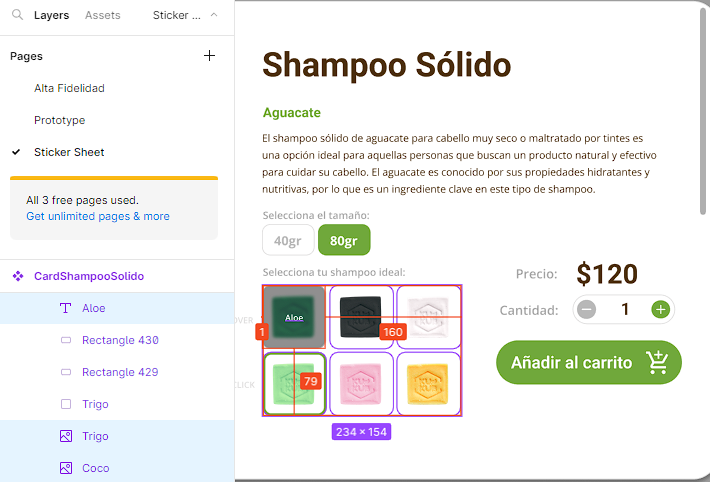 Layers
Assets
Sticker ...
Pages
Alta Fidelidad
Prototype
Sticker Sheet
All 3 free pages used.
Get unlimited pages & more
CardShampooSolido
Aloe
Rectangle 430
Rectangle 429
Trigo
Trigo
Coco
Shampoo Sólido
Aguacate
El shampoo sólido de aguacate para cabello muy seco o maltratado por tintes es
una opción ideal para aquellas personas que buscan un producto natural y efectivo
para cuidar su cabello. El aguacate es conocido por sus propiedades hidratantes y
nutritivas, por lo que es un ingrediente clave en este tipo de shampoo.
Selecciona el tamaño:
40gr
80gr
Selecciona tu shampoo ideal:
OVER
Aloe
1
160
CLICK
79
234 × 154
Precio:
$120
Cantidad:
1
Añadir al carrito